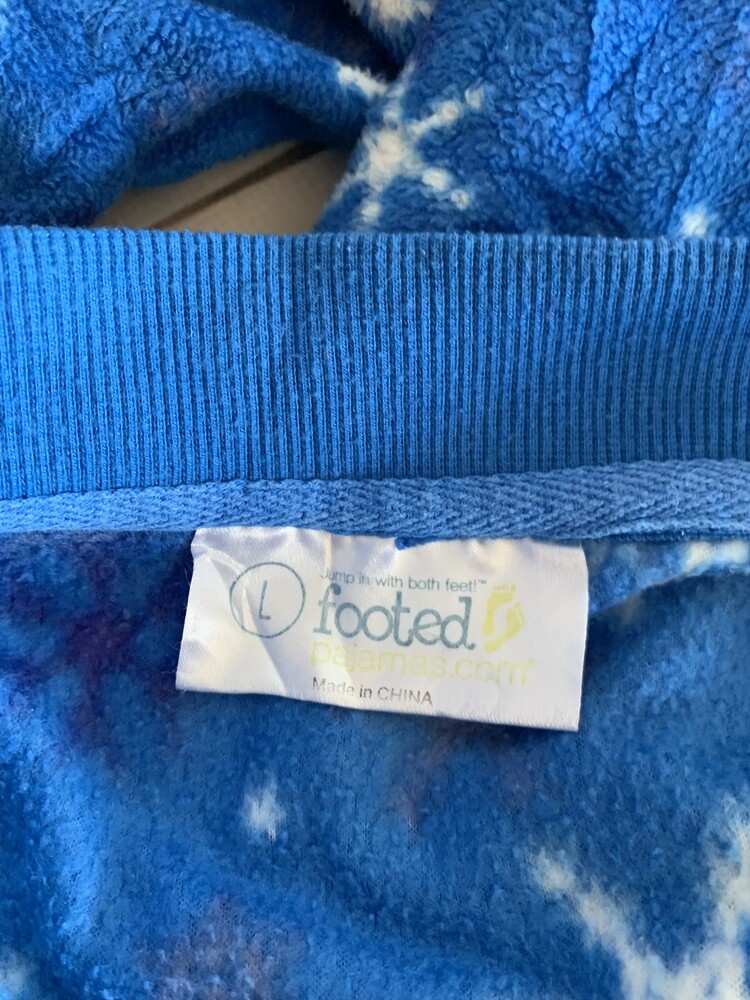 L
Jump in with both feet!™
footed
pajamas.com
Made in CHINA